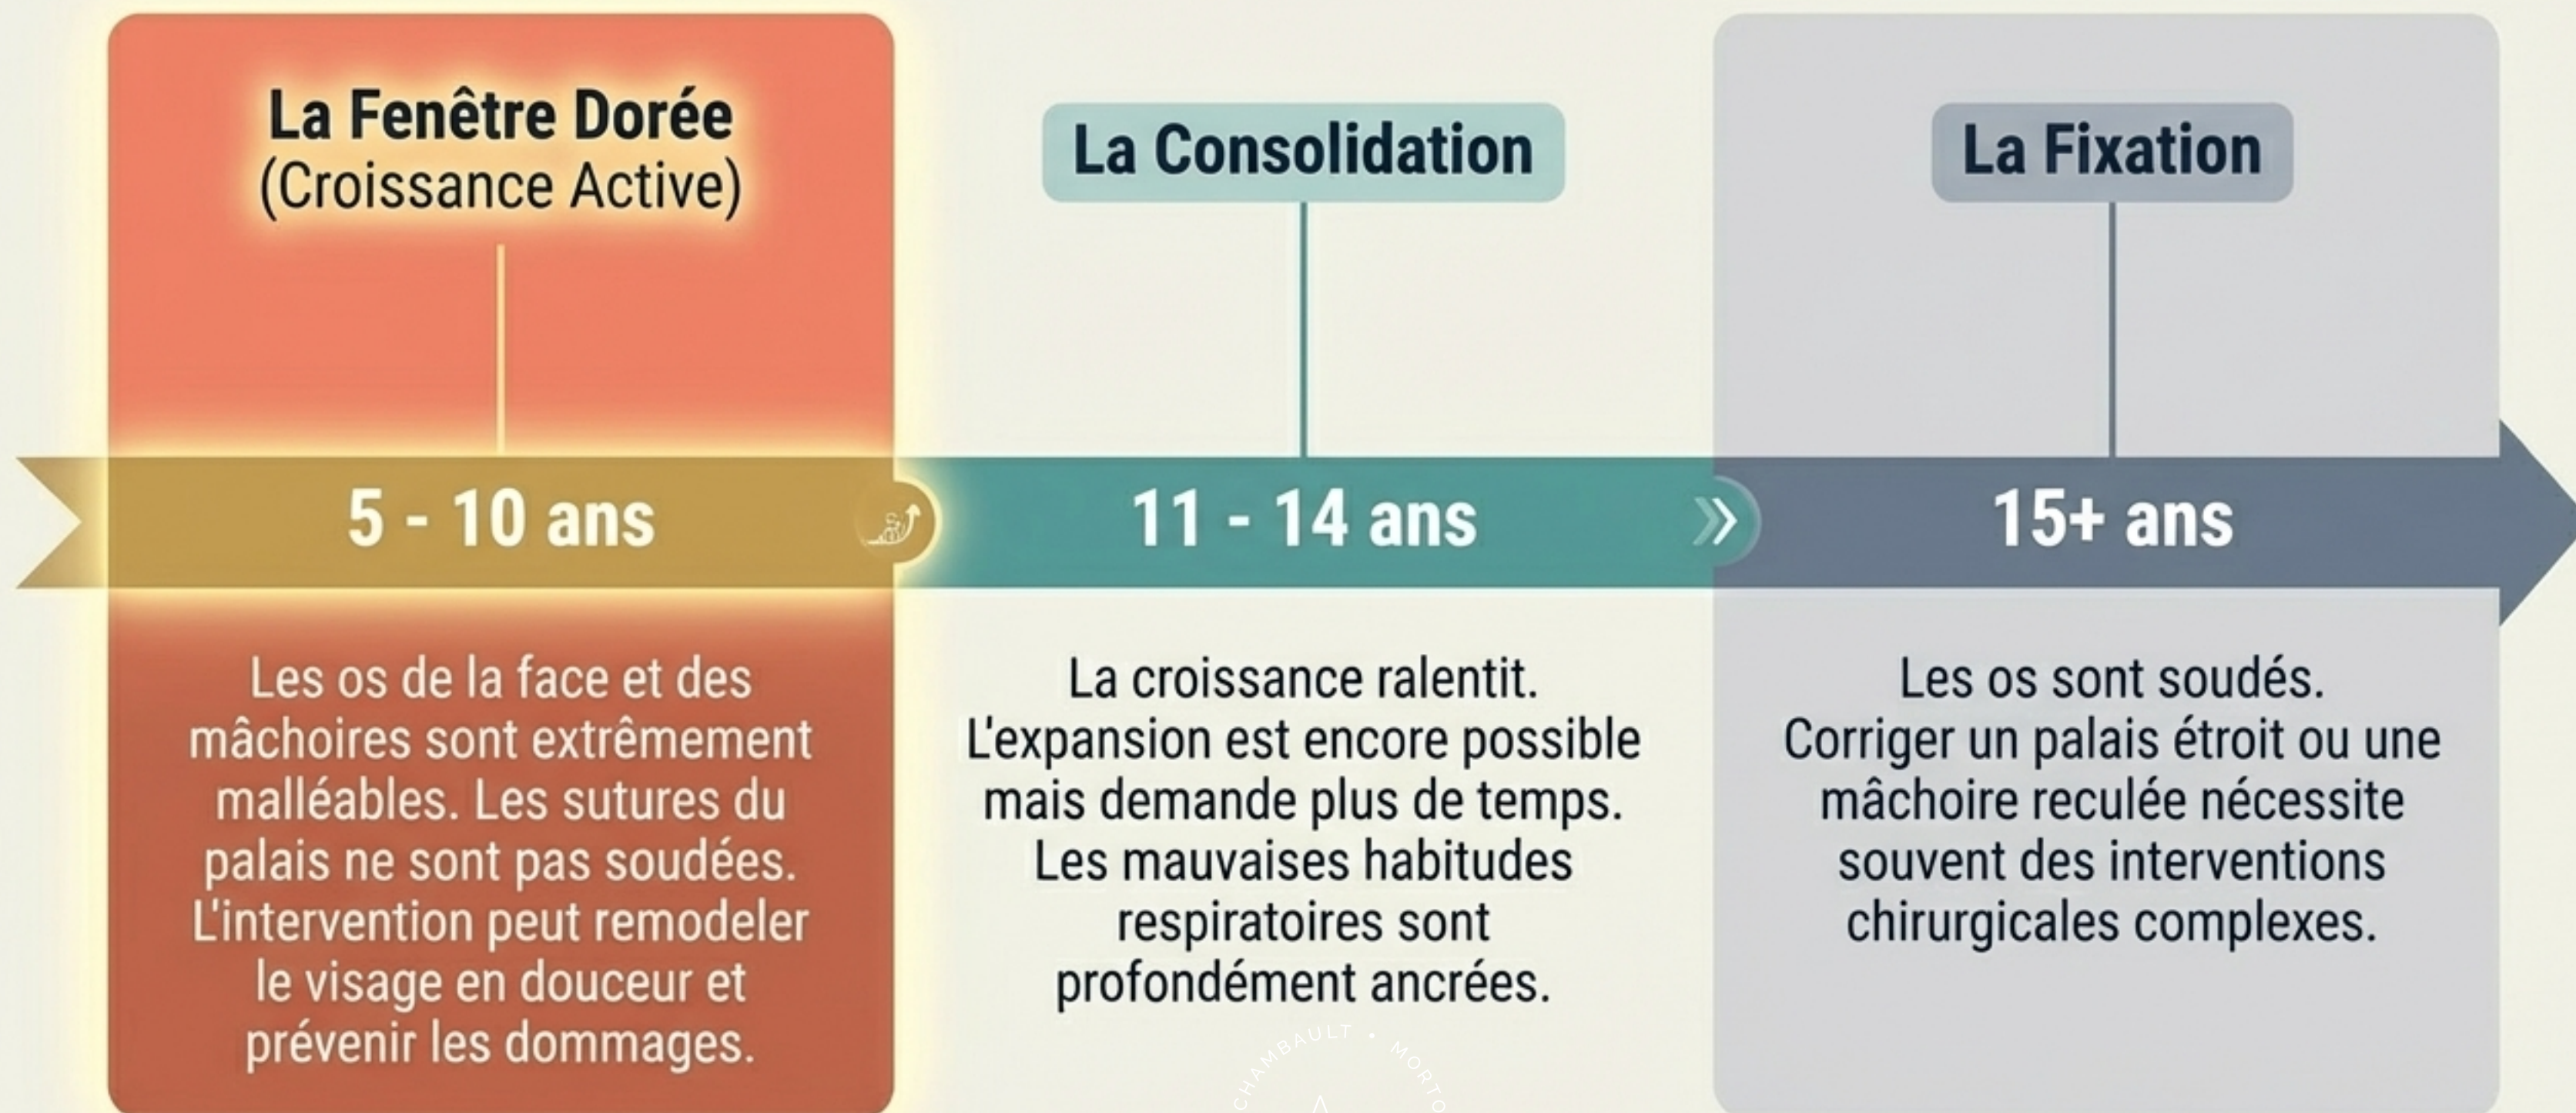 La Fenêtre Dorée
(Croissance Active)
5 - 10 ans
Les os de la face et des
mâchoires sont extrêmement
malléables. Les sutures du
palais ne sont pas soudées.
L'intervention peut remodeler
le visage en douceur et
prévenir les dommages.
La Consolidation
11 - 14 ans
La croissance ralentit.
L'expansion est encore possible
mais demande plus de temps.
Les mauvaises habitudes
respiratoires sont
profondément ancrées.
La Fixation
15+ ans
Les os sont soudés.
Corriger un palais étroit ou une
mâchoire reculée nécessite
souvent des interventions
chirurgicales complexes.
CHAMBAULT • MORTO